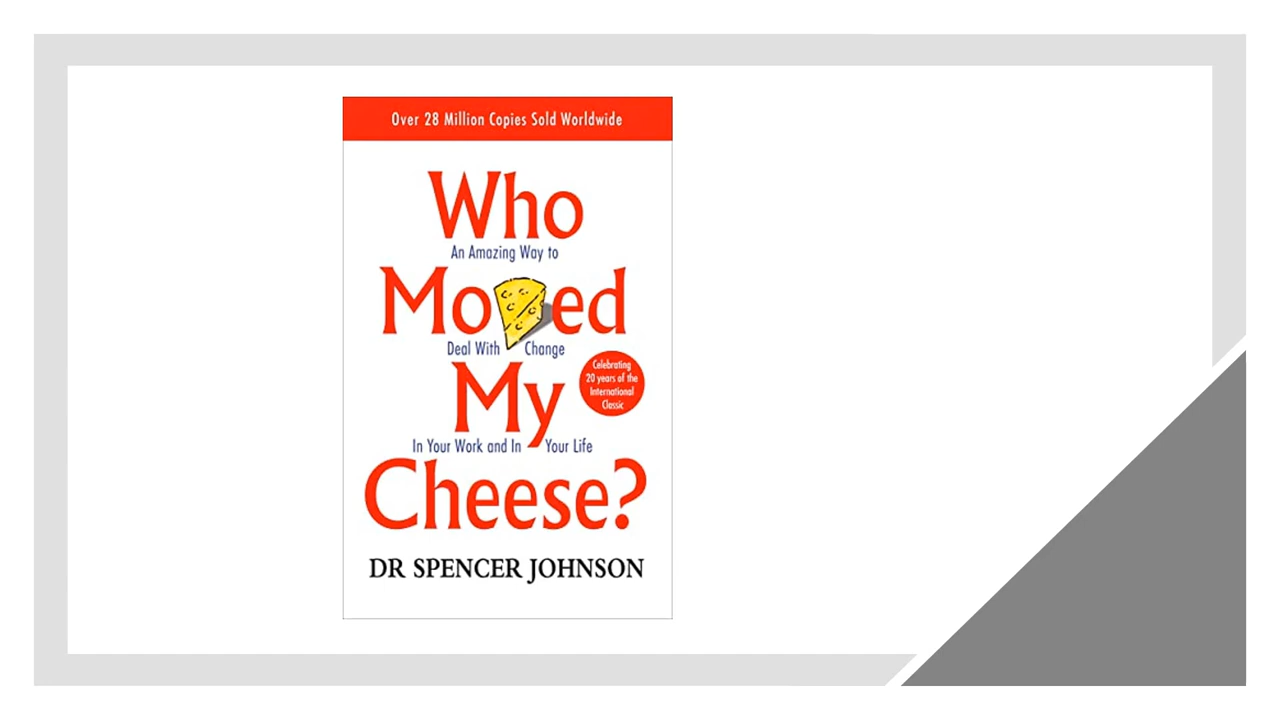 Over 28 Million Copies Sold Worldwide
Who
An Amazing Way to
Moved
Deal With Change
My
Celebrating
20 years of the
International
Classic
In Your Work and In Your Life
Cheese?
DR SPENCER JOHNSON